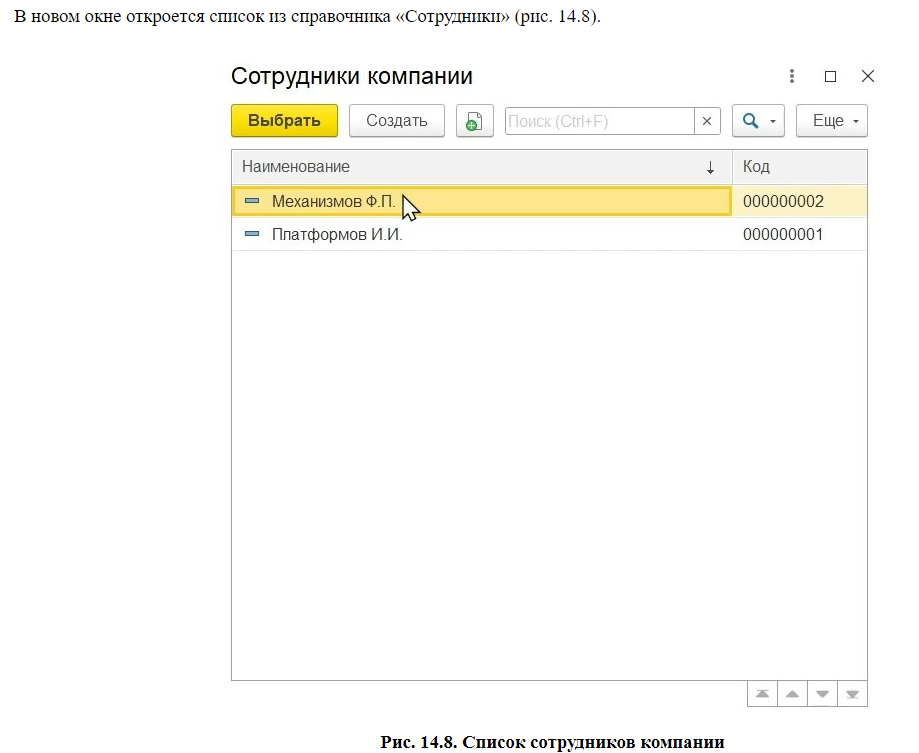 В новом окне откроется список из справочника «Сотрудники» (рис. 14.8).
Сотрудники компании
Выбрать Создать Поиск (Ctrl+F) Еще
Наименование Код
Механизмов Ф.П. 000000002
Платформов И.И. 000000001
Рис. 14.8. Список сотрудников компании